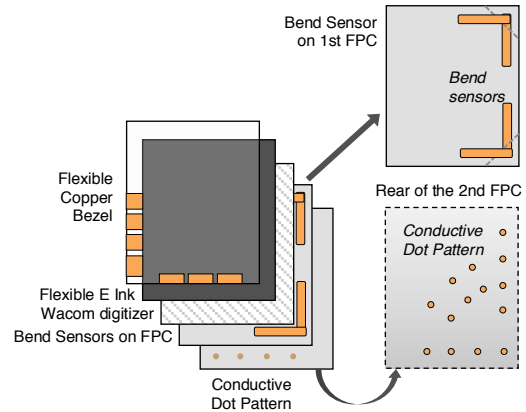 Bend Sensor
on 1st FPC
Bend
sensors
Flexible
Copper
Bezel
Rear of the 2nd FPC
Conductive
Dot Pattern
Flexible E Ink
Wacom digitizer
Bend Sensors on FPC
Conductive
Dot Pattern